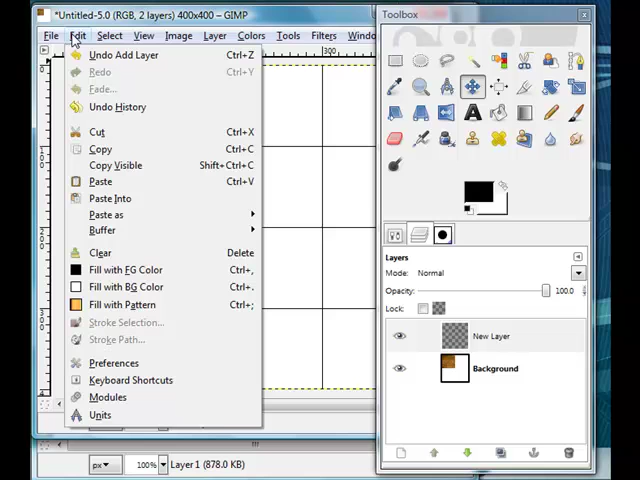 *Untitled-5.0 (RGB, 2 layers) 400x400 – GIMP
Toolbox
File Edit Select View Image Layer Colors Tools Filters Windo
Undo Add Layer Ctrl+Z
Redo Ctrl+Y
Fade...
Undo History
Cut Ctrl+X
Copy Ctrl+C
Copy Visible Shift+Ctrl+C
Paste Ctrl+V
Paste Into
Paste as
Buffer
Clear Delete
Fill with FG Color Ctrl+,
Fill with BG Color Ctrl+.
Fill with Pattern Ctrl+;
Stroke Selection...
Stroke Path...
Preferences
Keyboard Shortcuts
Modules
Units
300
Layers
Mode: Normal
Opacity: 100.0
Lock:
New Layer
Background
px 100% Layer 1 (878.0 KB)